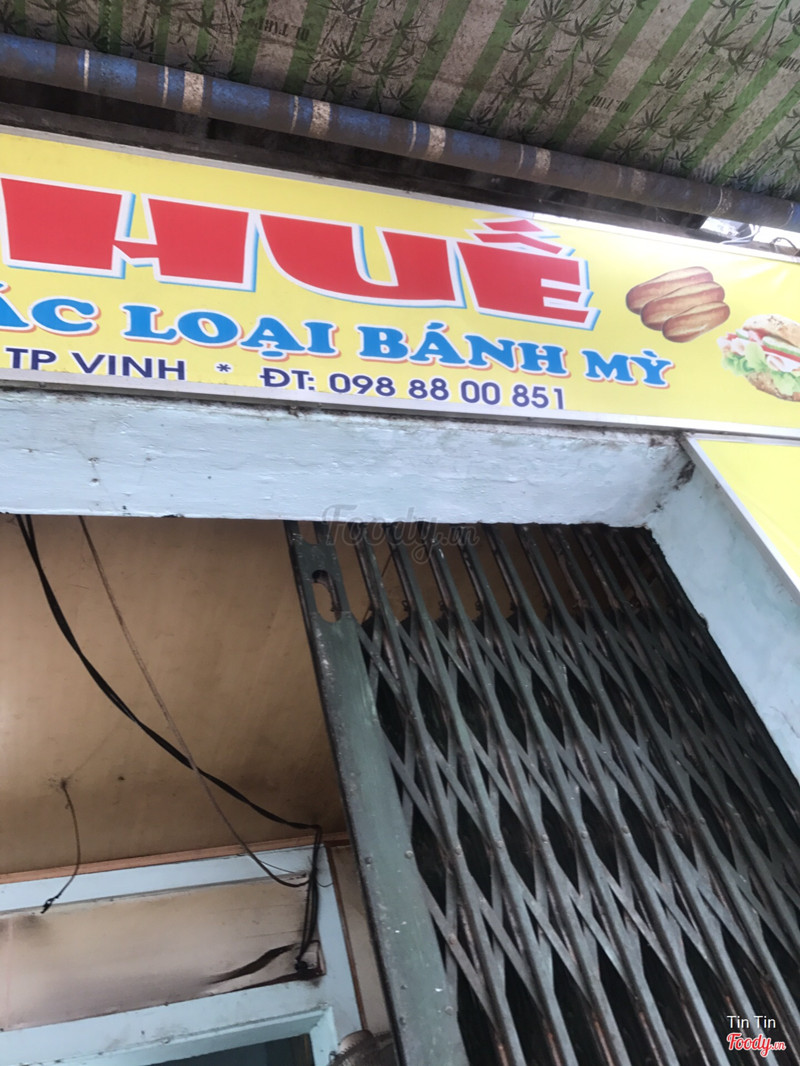 HUẾ
ÁC LOẠI BÁNH MỲ
TP VINH * ĐT: 098 88 00 851
Foody.vn
Tin Tin
Foody.vn